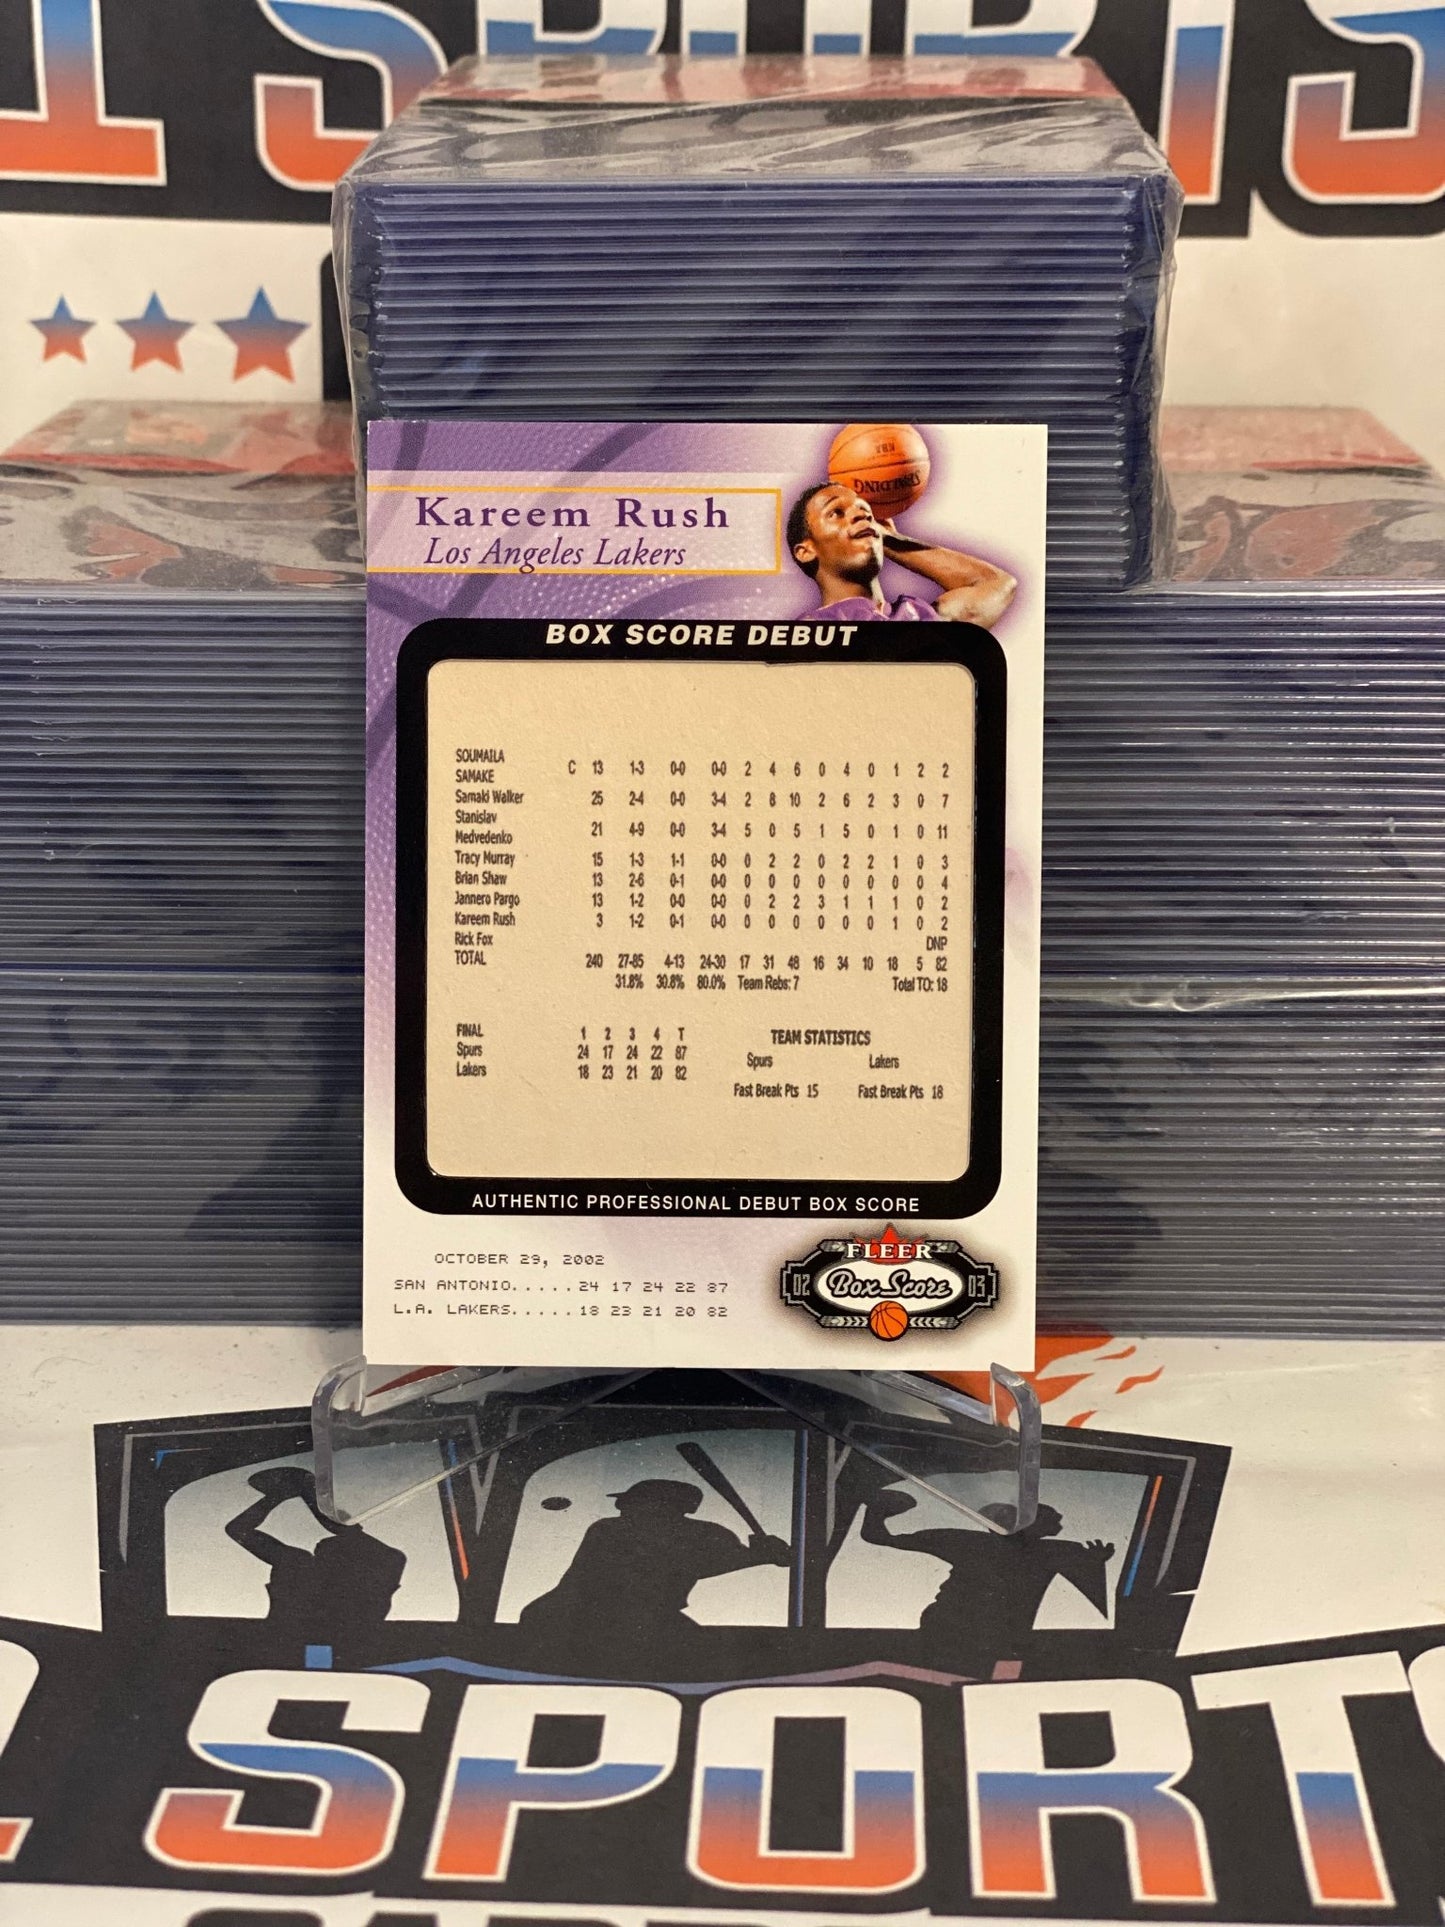 SPORTS
Kareem Rush
Los Angeles Lakers
NBA
SPALDING
BOX SCORE DEBUT
SOUMAILA
SAMAKE C 13 1-3 0-0 0-0 2 4 6 0 4 0 1 2 2
Samaki Walker 25 2-4 0-0 3-4 2 8 10 2 6 2 3 0 7
Stanislav
Medvedenko 21 4-9 0-0 3-4 5 0 5 1 5 0 1 0 11
Tracy Murray 15 1-3 1-1 0-0 0 2 2 0 2 2 1 0 3
Brian Shaw 13 2-6 0-1 0-0 0 0 0 0 0 0 0 0 4
Jannero Pargo 13 1-2 0-0 0-0 0 2 2 3 1 1 1 0 2
Kareem Rush 3 1-2 0-1 0-0 0 0 0 0 0 0 1 0 2
Rick Fox DNP
TOTAL 240 27-85 4-13 24-30 17 31 48 16 34 10 18 5 82
31.8% 30.8% 80.0% Team Rebs: 7 Total TO: 18
FINAL 1 2 3 4 T
Spurs 24 17 24 22 87
Lakers 18 23 21 20 82
TEAM STATISTICS
Spurs Lakers
Fast Break Pts 15 Fast Break Pts 18
AUTHENTIC PROFESSIONAL DEBUT BOX SCORE
OCTOBER 29, 2002
SAN ANTONIO.....24 17 24 22 87
L.A. LAKERS.....18 23 21 20 82
FLEER
02 Box Score 03
SPORTS